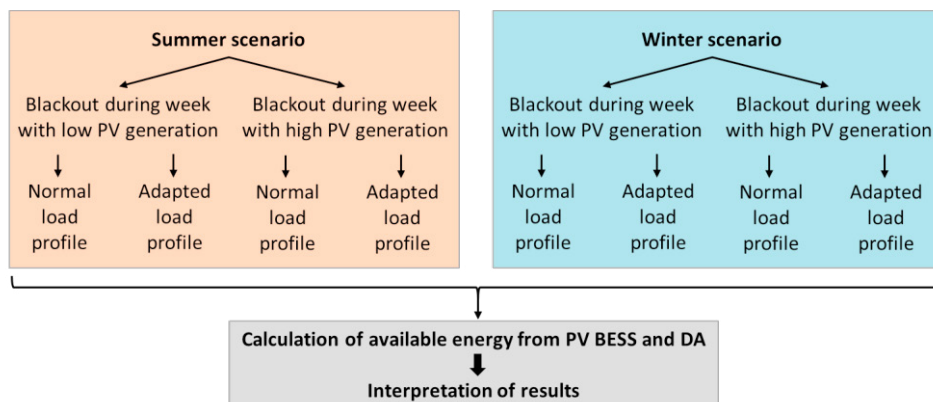 Summer scenario
Blackout during week
with low PV generation
Blackout during week
with high PV generation
Normal
load
profile
Adapted
load
profile
Normal
load
profile
Adapted
load
profile
Winter scenario
Blackout during week
with low PV generation
Blackout during week
with high PV generation
Normal
load
profile
Adapted
load
profile
Normal
load
profile
Adapted
load
profile
Calculation of available energy from PV BESS and DA
Interpretation of results